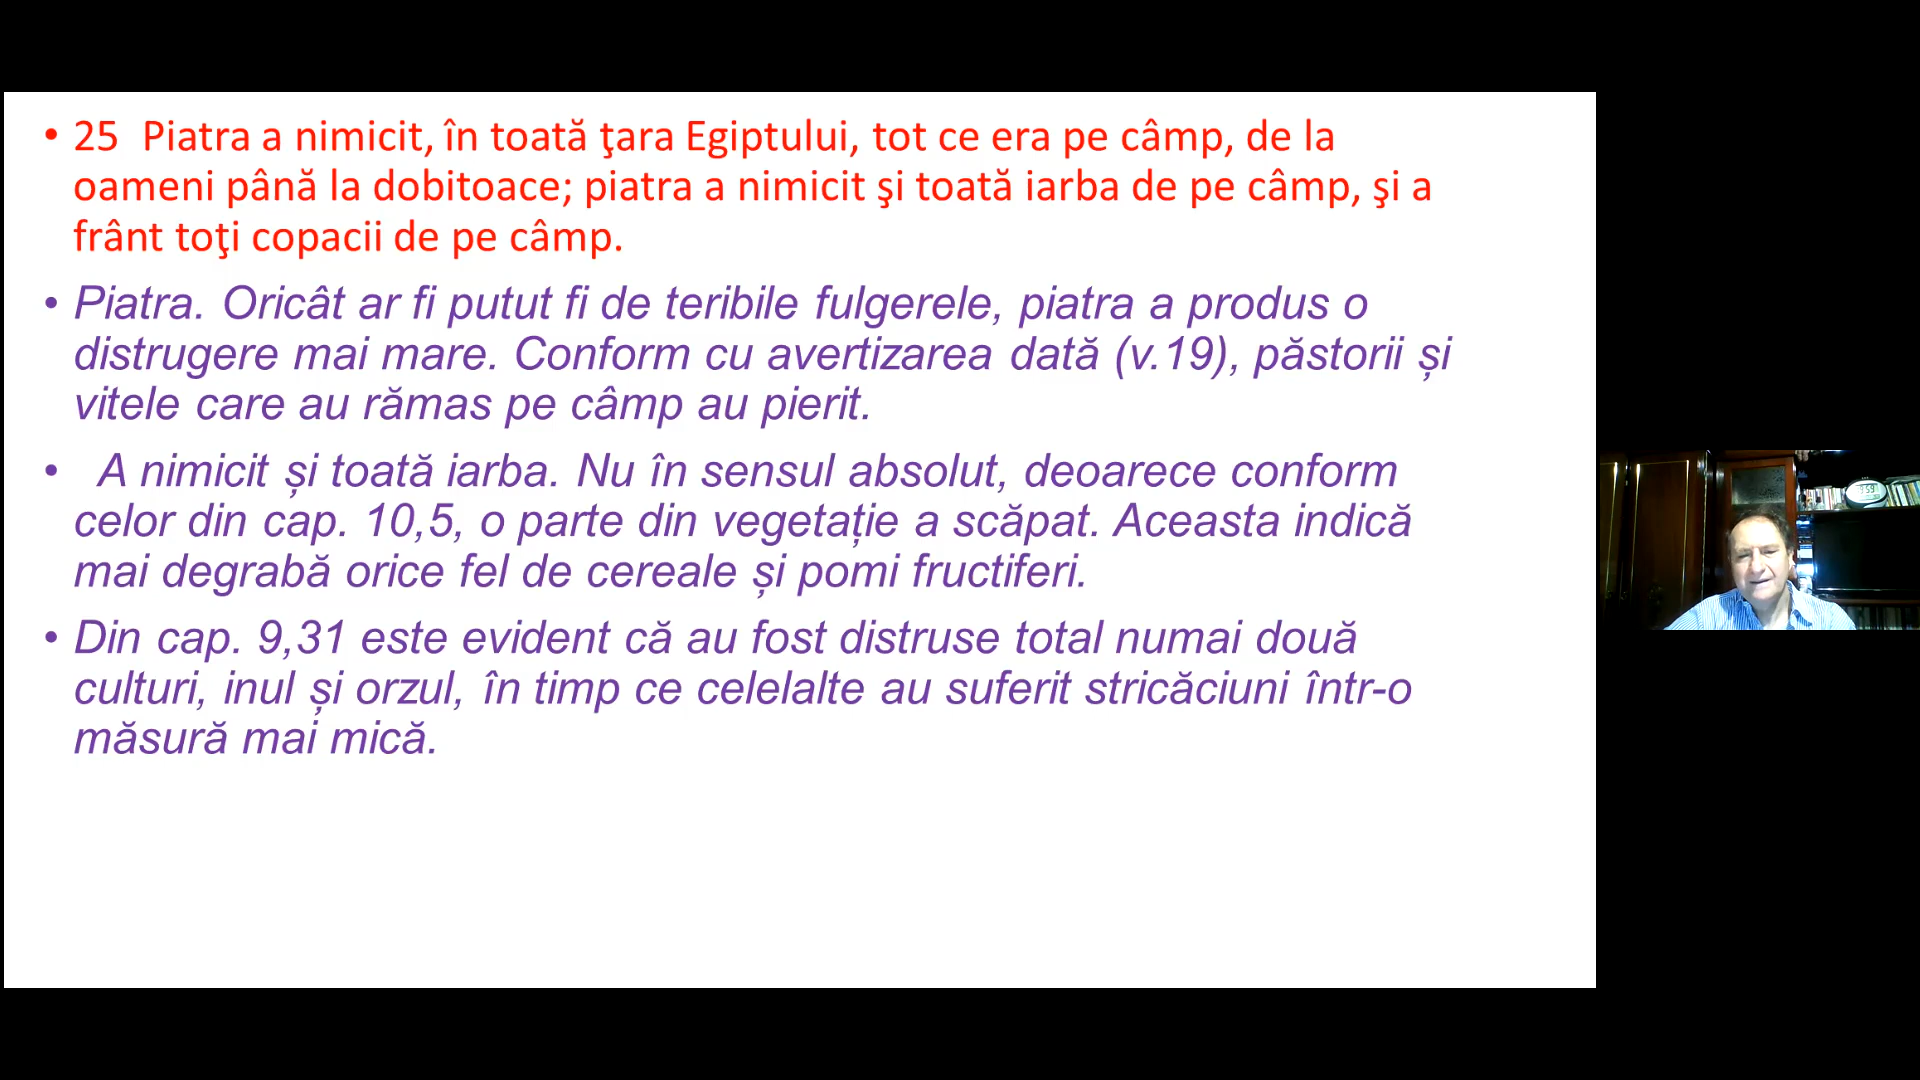 • 25 Piatra a nimicit, în toată ţara Egiptului, tot ce era pe câmp, de la
oameni până la dobitoace; piatra a nimicit şi toată iarba de pe câmp, şi a
frânt toţi copacii de pe câmp.
• Piatra. Oricât ar fi putut fi de teribile fulgerele, piatra a produs o
distrugere mai mare. Conform cu avertizarea dată (v.19), păstorii și
vitele care au rămas pe câmp au pierit.
• A nimicit și toată iarba. Nu în sensul absolut, deoarece conform
celor din cap. 10,5, o parte din vegetație a scăpat. Aceasta indică
mai degrabă orice fel de cereale și pomi fructiferi.
• Din cap. 9,31 este evident că au fost distruse total numai două
culturi, inul și orzul, în timp ce celelalte au suferit stricăciuni într-o
măsură mai mică.